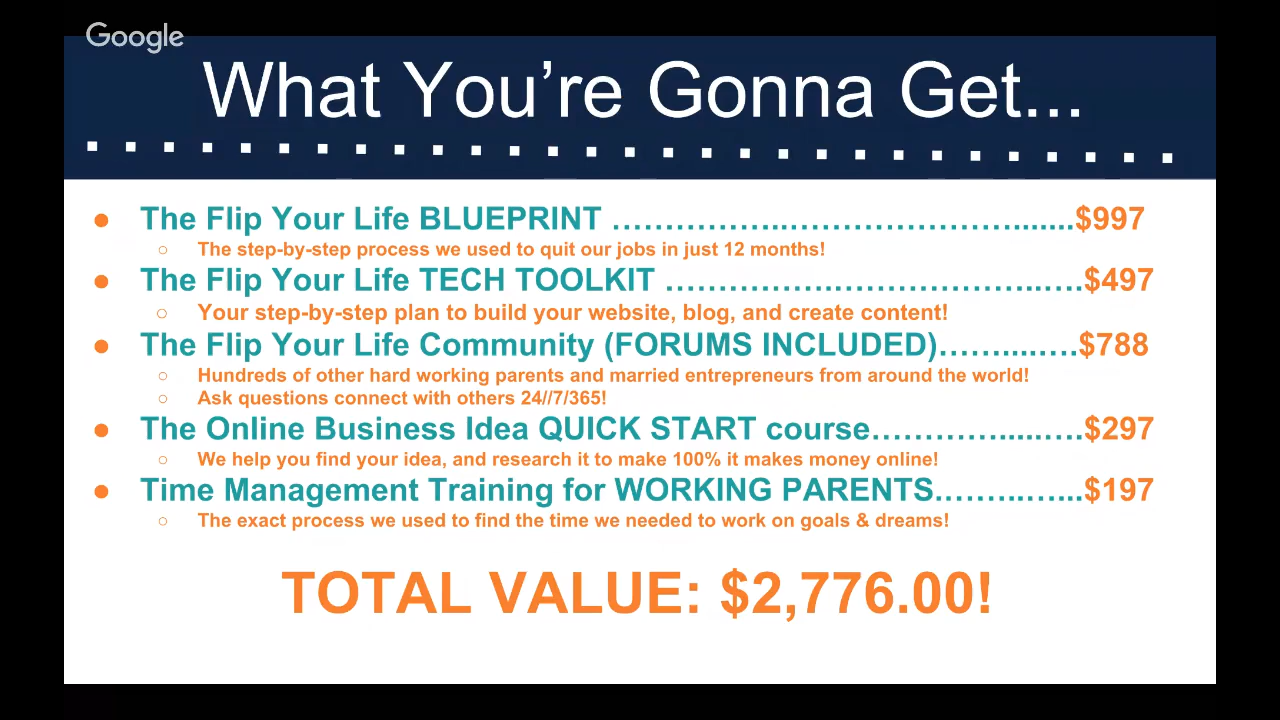 Google
What You’re Gonna Get...
● The Flip Your Life BLUEPRINT ……………..…………………….......$997
○ The step-by-step process we used to quit our jobs in just 12 months!
● The Flip Your Life TECH TOOLKIT …………….………………...….$497
○ Your step-by-step plan to build your website, blog, and create content!
● The Flip Your Life Community (FORUMS INCLUDED)…….....….$788
○ Hundreds of other hard working parents and married entrepreneurs from around the world!
○ Ask questions connect with others 24//7/365!
● The Online Business Idea QUICK START course………….....….$297
○ We help you find your idea, and research it to make 100% it makes money online!
● Time Management Training for WORKING PARENTS……...…...$197
○ The exact process we used to find the time we needed to work on goals & dreams!
TOTAL VALUE: $2,776.00!